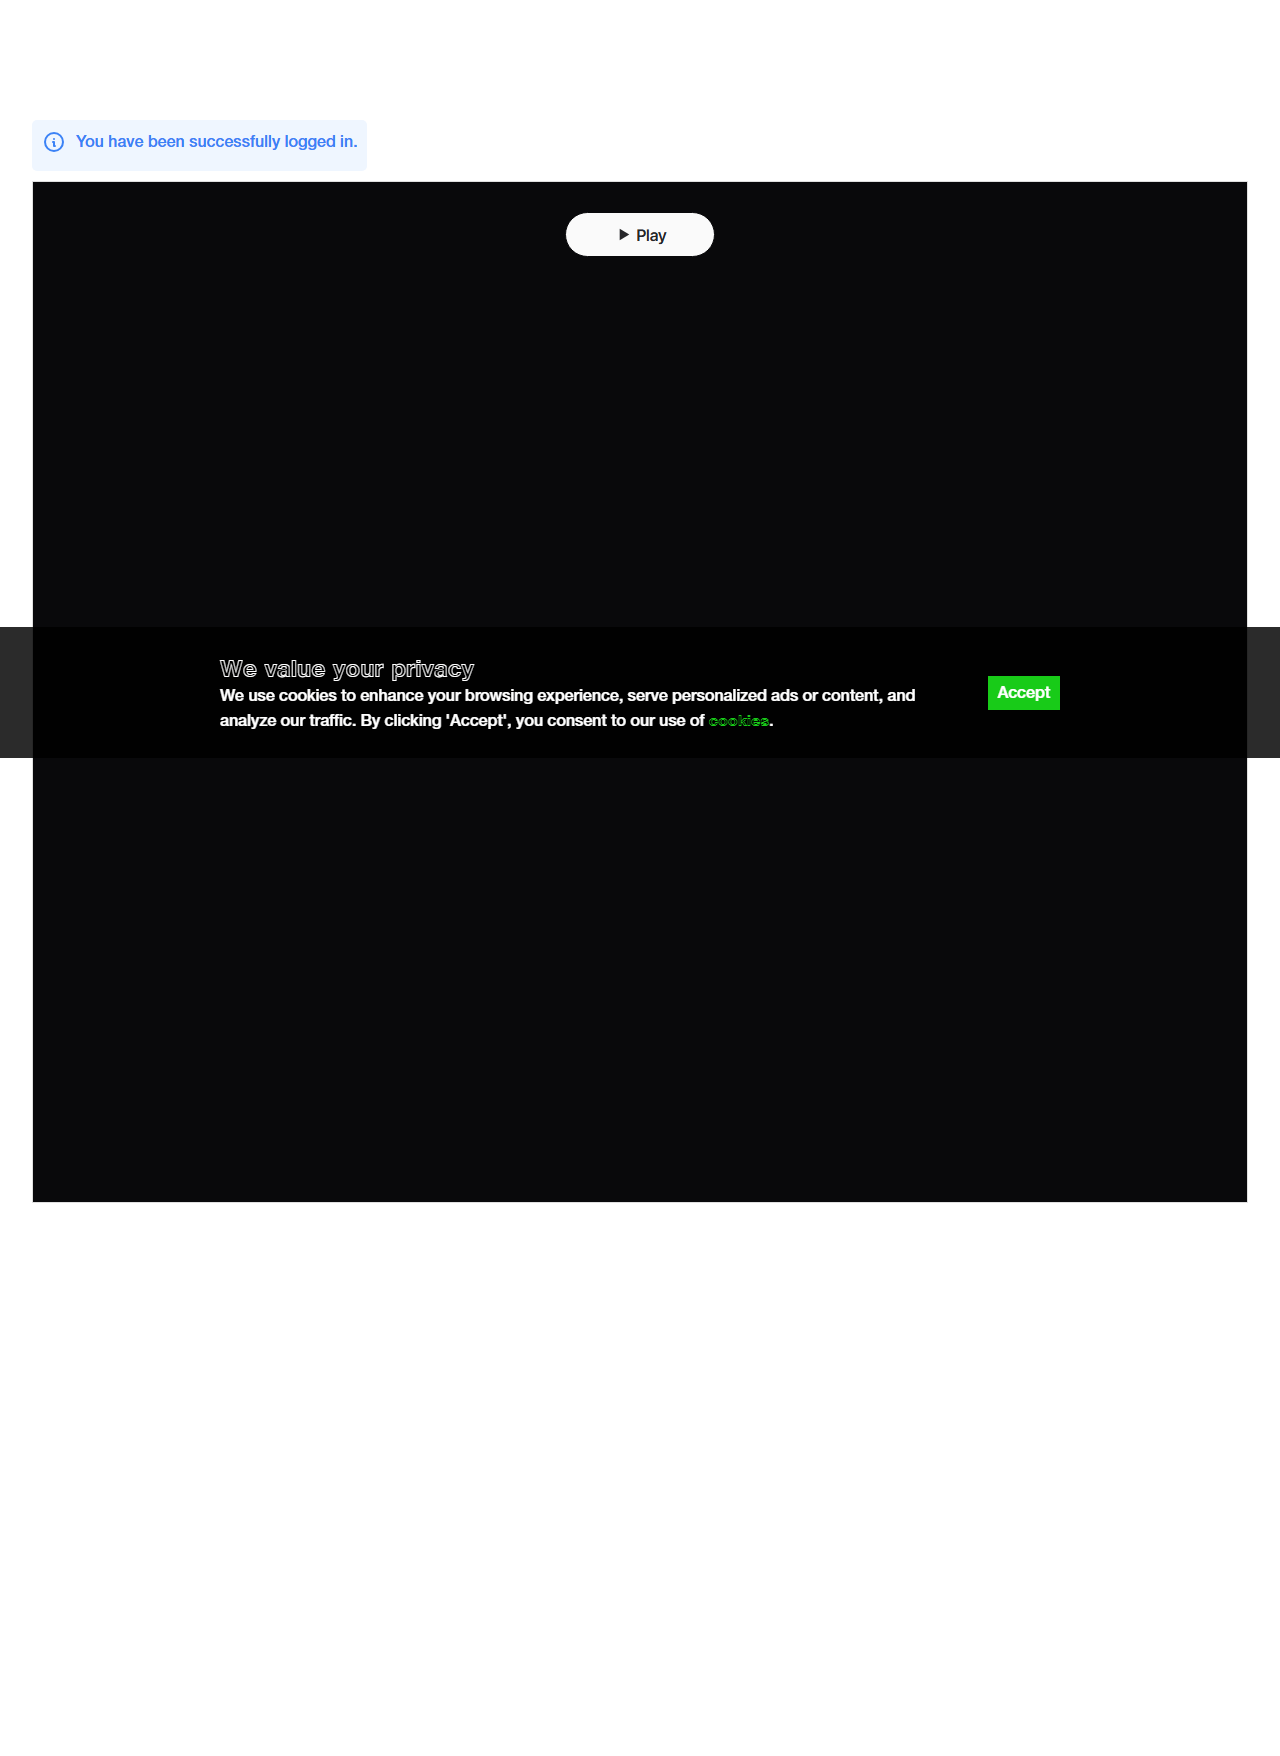 You have been successfully logged in.
Play
We value your privacy
We use cookies to enhance your browsing experience, serve personalized ads or content, and
analyze our traffic. By clicking 'Accept', you consent to our use of cookies.
Accept